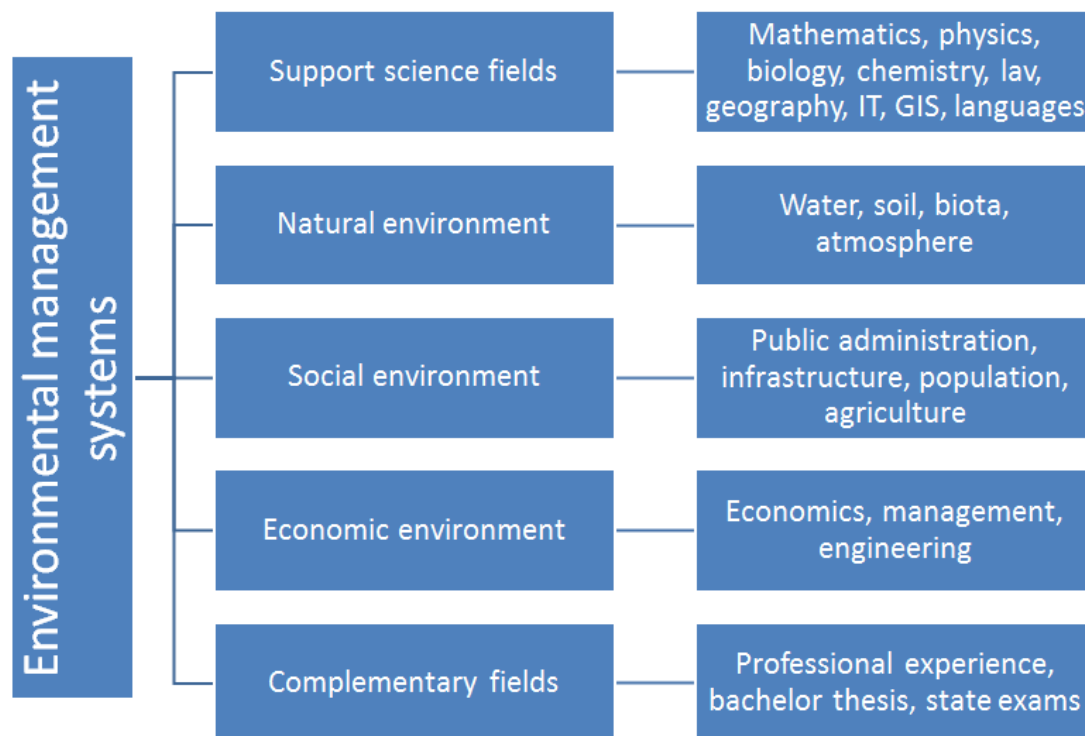 Environmental management
systems
Support science fields
Mathematics, physics,
biology, chemistry, lav,
geography, IT, GIS, languages
Natural environment
Water, soil, biota,
atmosphere
Social environment
Public administration,
infrastructure, population,
agriculture
Economic environment
Economics, management,
engineering
Complementary fields
Professional experience,
bachelor thesis, state exams